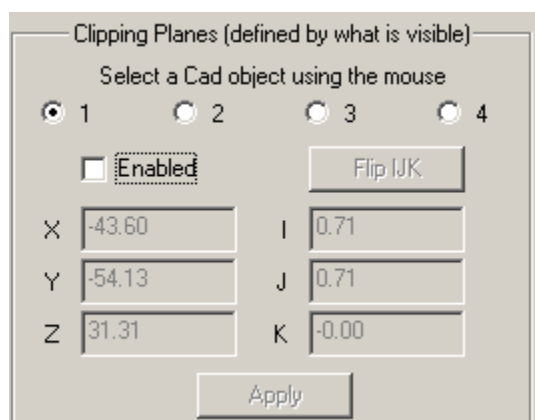 Clipping Planes (defined by what is visible)
Select a Cad object using the mouse
1 2 3 4
Enabled Flip IJK
X -43.60 I 0.71
Y -54.13 J 0.71
Z 31.31 K -0.00
Apply